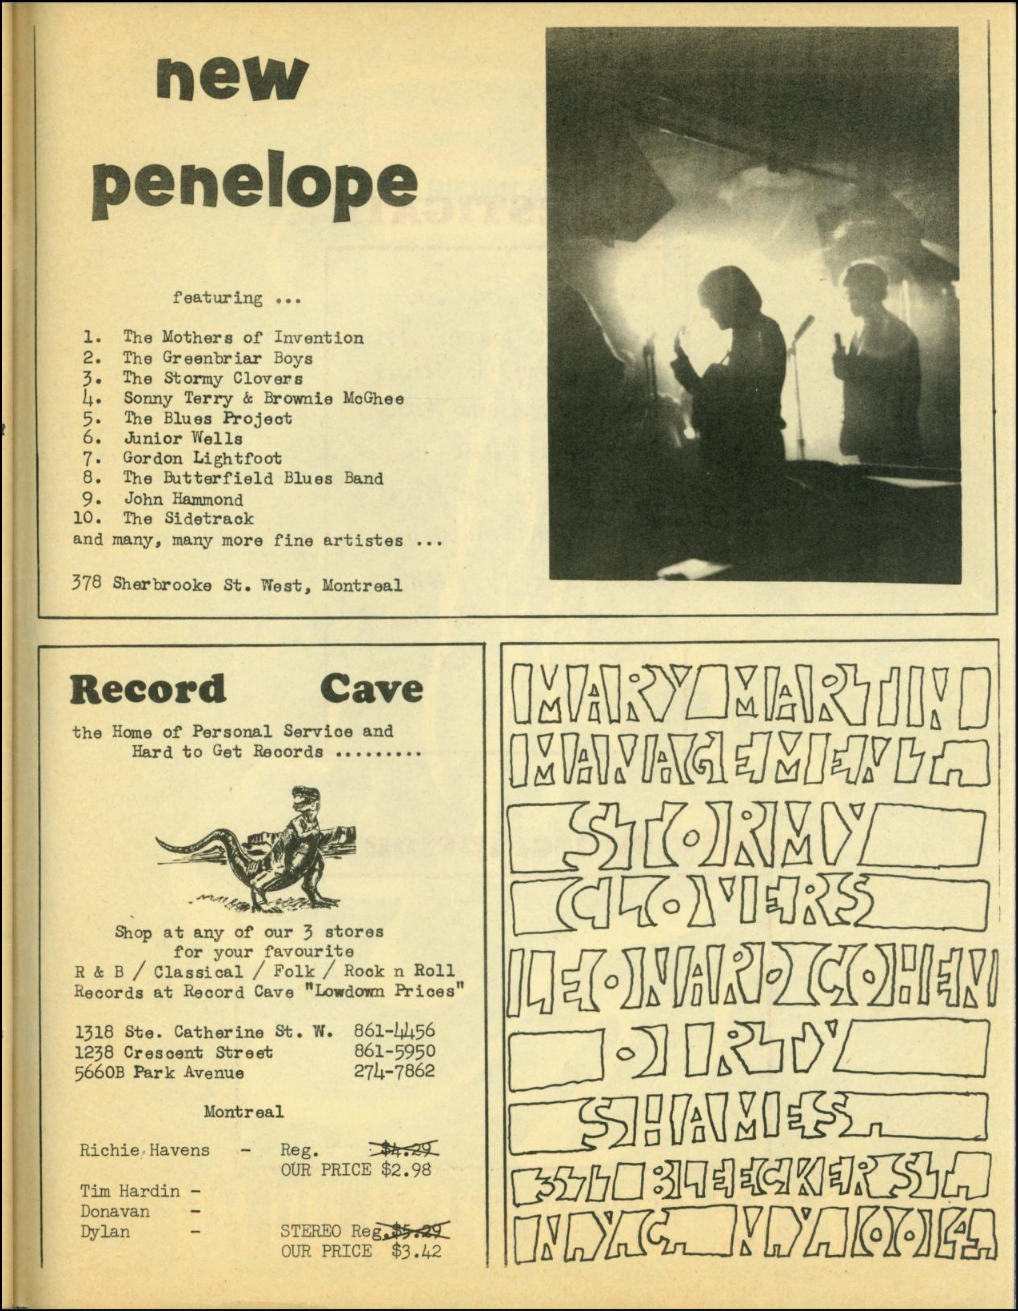 new
penelope
featuring ...
1. The Mothers of Invention
2. The Greenbriar Boys
3. The Stormy Clovers
4. Sonny Terry & Brownie McGhee
5. The Blues Project
6. Junior Wells
7. Gordon Lightfoot
8. The Butterfield Blues Band
9. John Hammond
10. The Sidetrack
and many, many more fine artistes ...
378 Sherbrooke St. West, Montreal
Record Cave
the Home of Personal Service and
Hard to Get Records .........
Shop at any of our 3 stores
for your favourite
R & B / Classical / Folk / Rock n Roll
Records at Record Cave "Lowdown Prices"
1318 Ste. Catherine St. W. 861-4456
1238 Crescent Street 861-5950
5660B Park Avenue 274-7862
Montreal
Richie Havens - Reg. $4.29
OUR PRICE $2.98
Tim Hardin -
Donavan -
Dylan - STEREO Reg. $5.29
OUR PRICE $3.42
MARY MARTIN
MANAGEMENT
STORMY
CLOVERS
LEONARD COHEN
DIRTY
SHAMES
BLEECKER ST
NYC NY 10014